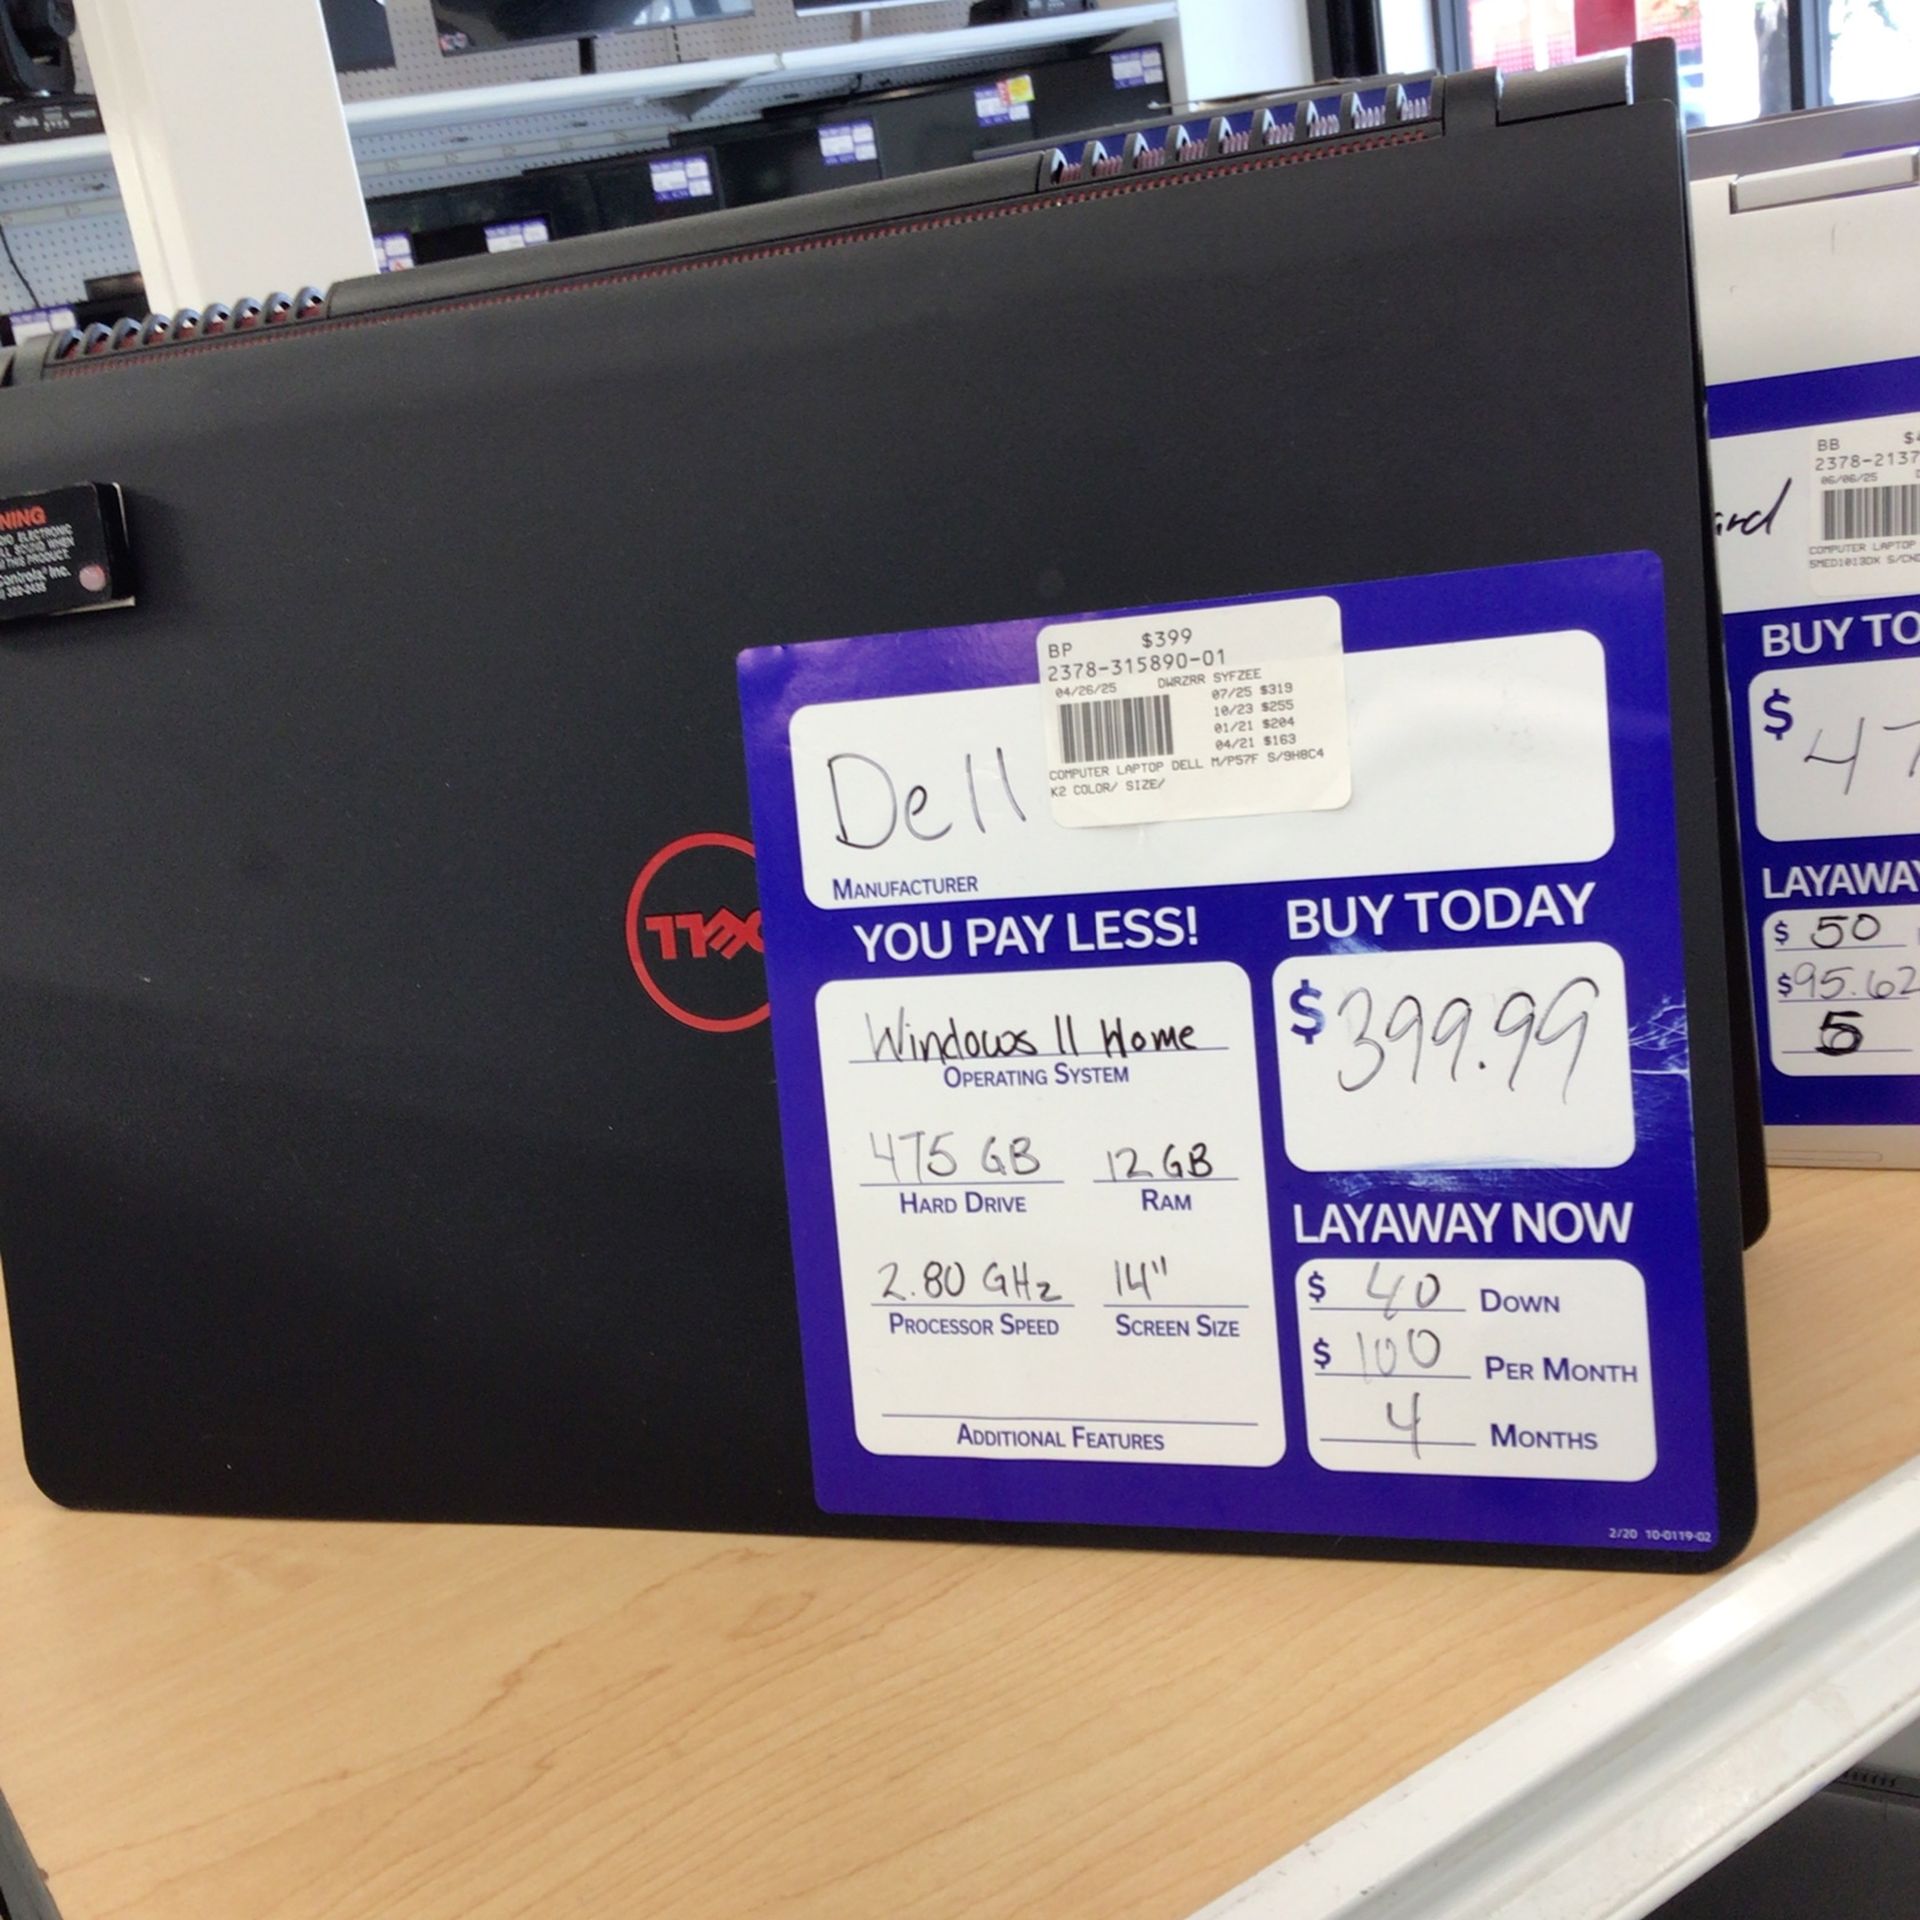 NING
BP $399
2378-315890-01
04/26/25 DWRZRR SYFZEE
07/25 $319
10/23 $255
01/21 $204
04/21 $163
COMPUTER LAPTOP DELL M/P57F S/9H8C4
K2 COLOR/ SIZE/
Dell
MANUFACTURER
YOU PAY LESS!
Windows 11 Home
OPERATING SYSTEM
475 GB
HARD DRIVE
12 GB
RAM
2.80 GHz
PROCESSOR SPEED
14"
SCREEN SIZE
ADDITIONAL FEATURES
BUY TODAY
$399.99
LAYAWAY NOW
$ 40 DOWN
$ 100 PER MONTH
4 MONTHS
2/20 10-0119-02
DELL
BB
2378-2137
06/06/25
COMPUTER LAPTOP
BUY TO
$ 47
LAYAWAY
$ 50
$95.62
5